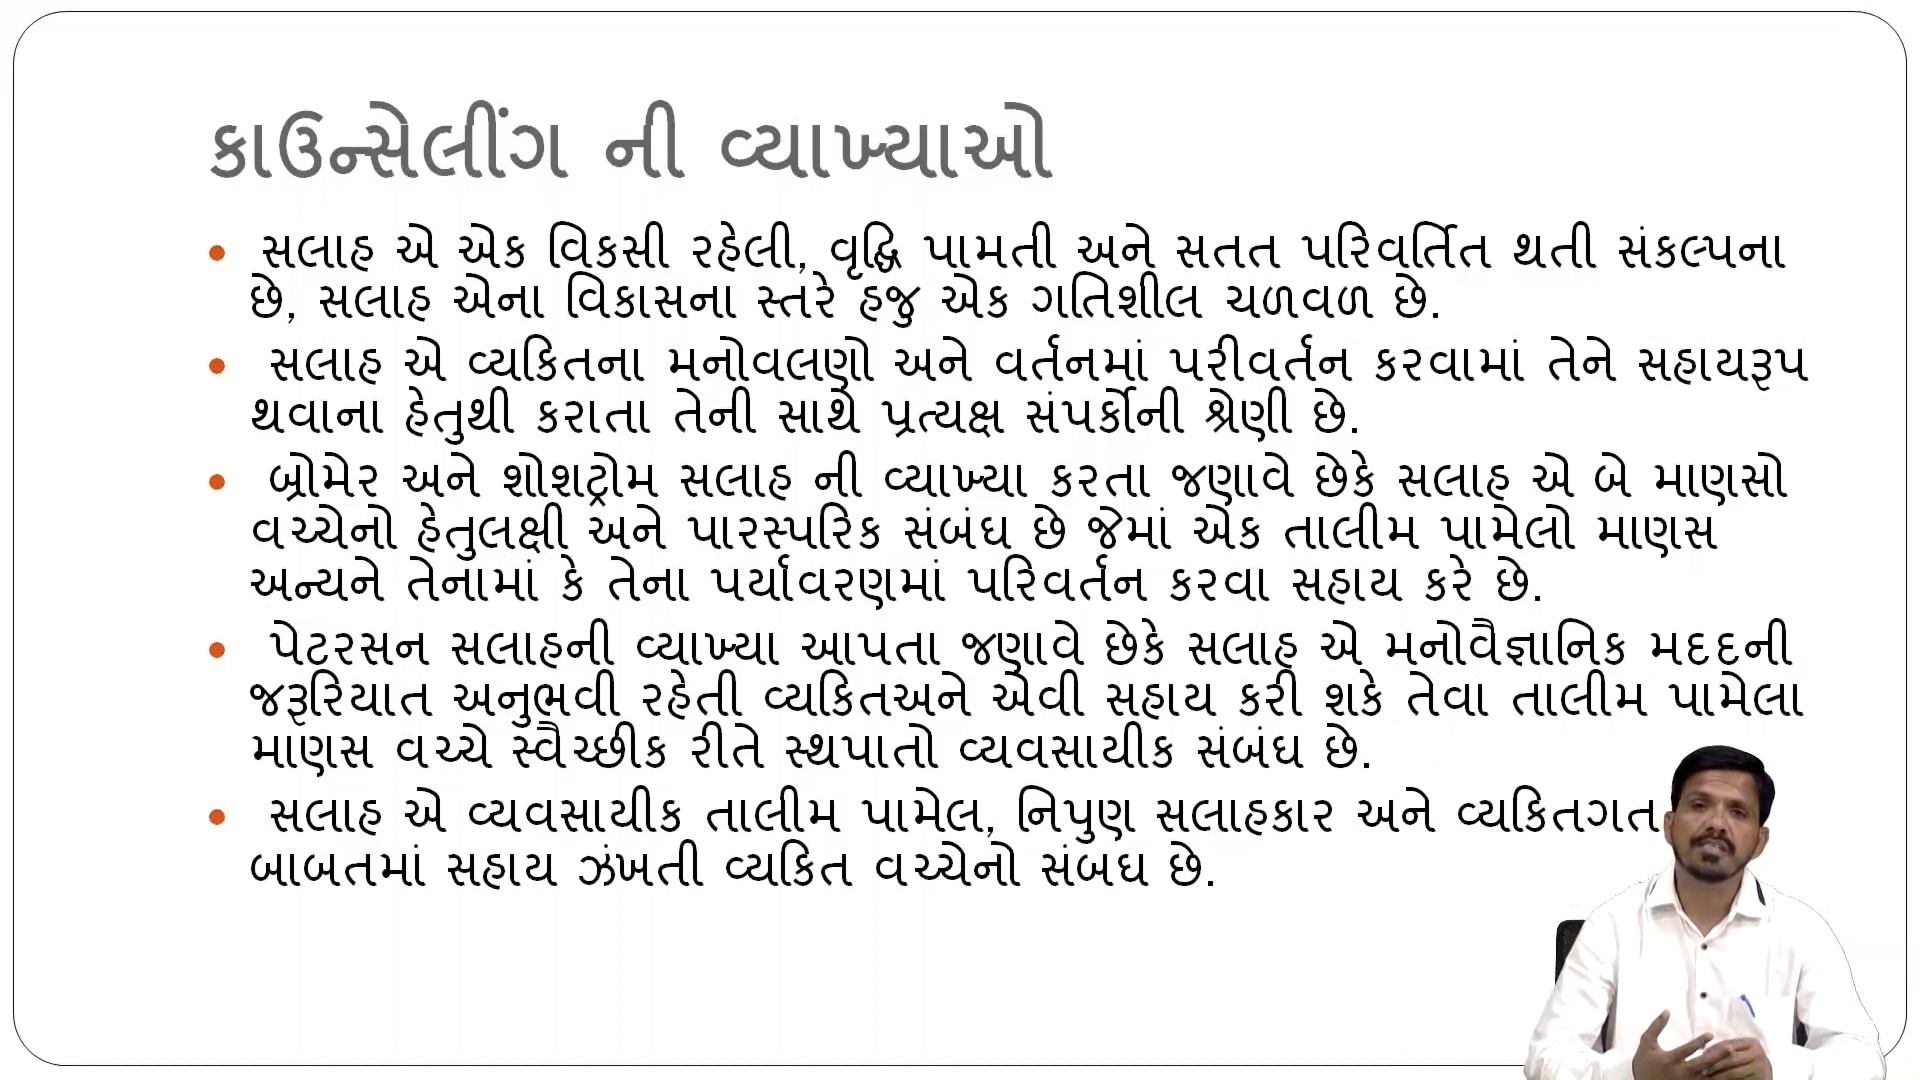 કાઉન્સેલીંગ ની વ્યાખ્યાઓ
• સલાહ એ એક વિકસી રહેલી, વૃદ્ધિ પામતી અને સતત પરિવર્તિત થતી સંકલ્પના
છે, સલાહ એના વિકાસના સ્તરે હજુ એક ગતિશીલ ચળવળ છે.
• સલાહ એ વ્યકિતના મનોવલણો અને વર્તનમાં પરીવર્તન કરવામાં તેને સહાયરૂપ
થવાના હેતુથી કરાતા તેની સાથે પ્રત્યક્ષ સંપર્કોની શ્રેણી છે.
• બ્રોમેર અને શોશટ્રોમ સલાહ ની વ્યાખ્યા કરતા જણાવે છેકે સલાહ એ બે માણસો
વચ્ચેનો હેતુલક્ષી અને પારસ્પરિક સંબંઘ છે જેમાં એક તાલીમ પામેલો માણસ
અન્યને તેનામાં કે તેના પર્યાવરણમાં પરિવર્તન કરવા સહાય કરે છે.
• પેટરસન સલાહની વ્યાખ્યા આપતા જણાવે છેકે સલાહ એ મનોવૈજ્ઞાનિક મદદની
જરૂરિયાત અનુભવી રહેતી વ્યકિતઅને એવી સહાય કરી શકે તેવા તાલીમ પામેલા
માણસ વચ્ચે સ્વૈચ્છીક રીતે સ્થપાતો વ્યવસાયીક સંબંઘ છે.
• સલાહ એ વ્યવસાયીક તાલીમ પામેલ, નિપુણ સલાહકાર અને વ્યકિતગત
બાબતમાં સહાય ઝંખતી વ્યકિત વચ્ચેનો સંબઘ છે.